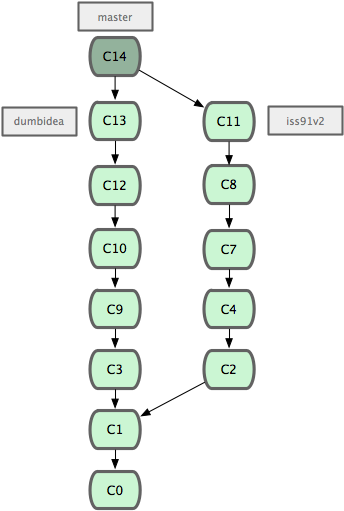 master
C14
dumbidea
C13
C11
iss91v2
C12
C8
C10
C7
C9
C4
C3
C2
C1
C0